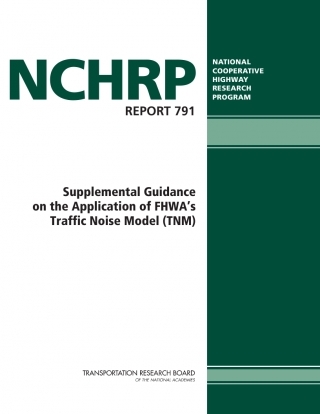 NCHRP
REPORT 791
NATIONAL
COOPERATIVE
HIGHWAY
RESEARCH
PROGRAM
Supplemental Guidance
on the Application of FHWA’s
Traffic Noise Model (TNM)
TRANSPORTATION RESEARCH BOARD
OF THE NATIONAL ACADEMIES